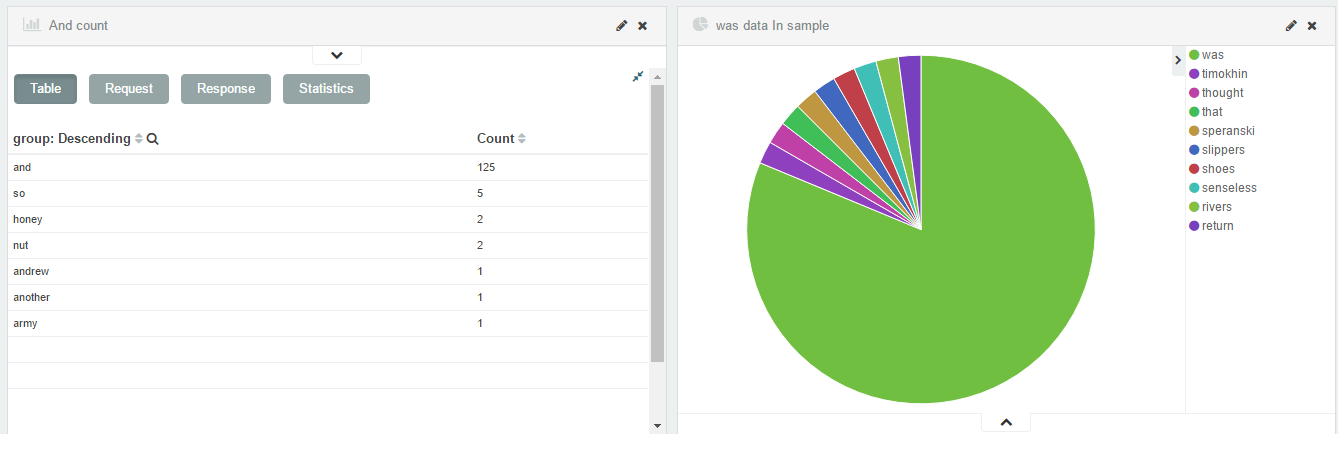 And count
Table Request Response Statistics
group: Descending Count
and 125
so 5
honey 2
nut 2
andrew 1
another 1
army 1
was data In sample
was
timokhin
thought
that
speranski
slippers
shoes
senseless
rivers
return